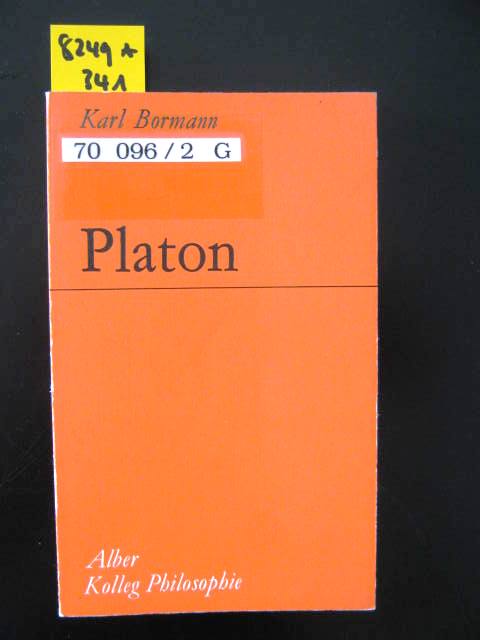 8249 *
341
Karl Bormann
70 096/2 G
Platon
Alber
Kolleg Philosophie